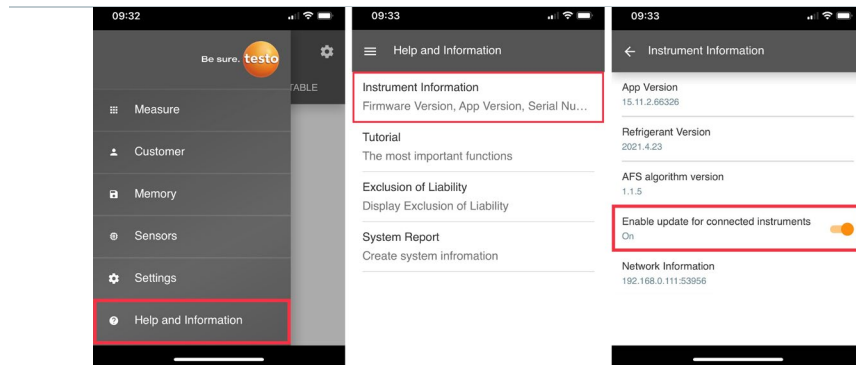 09:32
Be sure. testo
TABLE
Measure
Customer
Memory
Sensors
Settings
Help and Information
09:33
Help and Information
Instrument Information
Firmware Version, App Version, Serial Nu...
Tutorial
The most important functions
Exclusion of Liability
Display Exclusion of Liability
System Report
Create system infromation
09:33
Instrument Information
App Version
15.11.2.66326
Refrigerant Version
2021.4.23
AFS algorithm version
1.1.5
Enable update for connected instruments
On
Network Information
192.168.0.111:53956